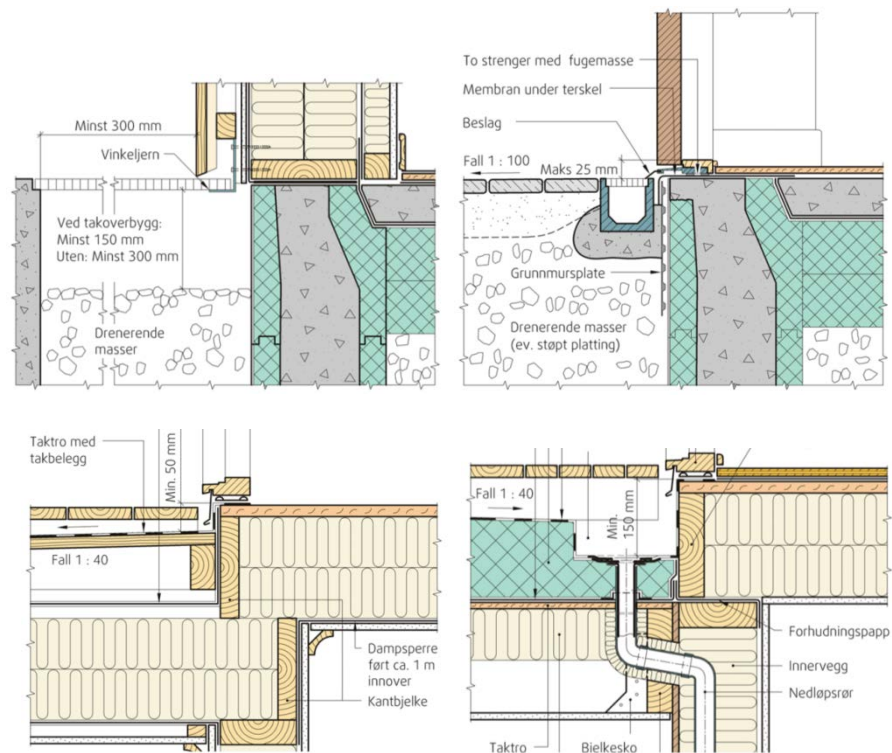 Minst 300 mm
Vinkeljern
Ved takoverbygg:
Minst 150 mm
Uten: Minst 300 mm
Drenerende
masser
To strenger med fugemasse
Membran under terskel
Beslag
Fall 1 : 100
Maks 25 mm
Grunnmursplate
Drenerende masser
(ev. støpt platting)
Taktro med
takbelegg
Min. 50 mm
Fall 1 : 40
Dampsperre
ført ca. 1 m
innover
Kantbjelke
Fall 1 : 40
Min.
150 mm
Forhudningspapp
Innervegg
Nedløpsrør
Taktro
Bjelkesko